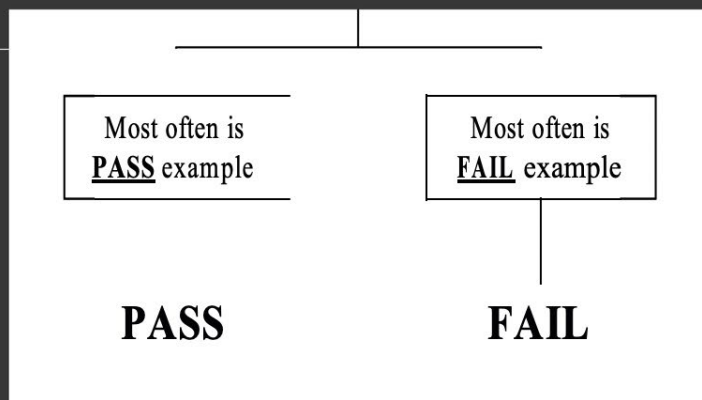 Most often is
PASS example
Most often is
FAIL example
PASS
FAIL